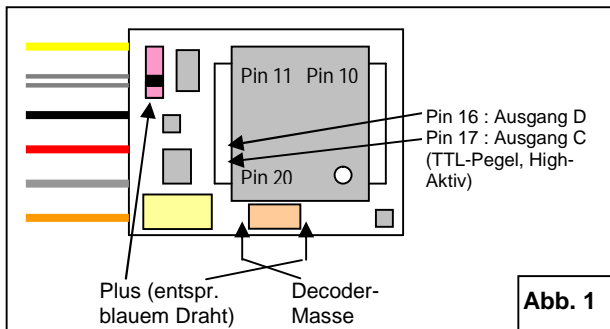 Pin 11 Pin 10
Pin 16 : Ausgang D
Pin 17 : Ausgang C
(TTL-Pegel, High-
Aktiv)
Pin 20
Plus (entspr.
blauem Draht)
Decoder-
Masse
Abb. 1